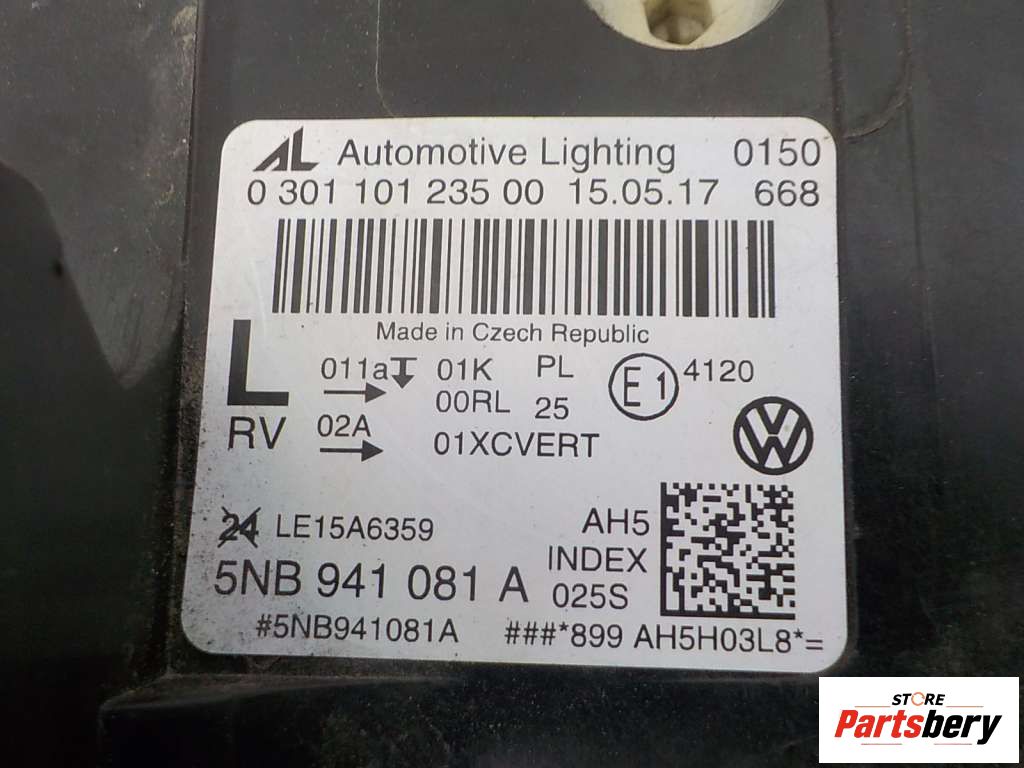 AL Automotive Lighting 0150
0 301 101 235 00 15.05.17 668
Made in Czech Republic
L 011a 01K PL E1 4120
00RL 25
RV 02A 01XCVERT VW
24 LE15A6359 AH5
INDEX
5NB 941 081 A 025S
#5NB941081A ###*899 AH5H03L8*=
STORE
Partsbery